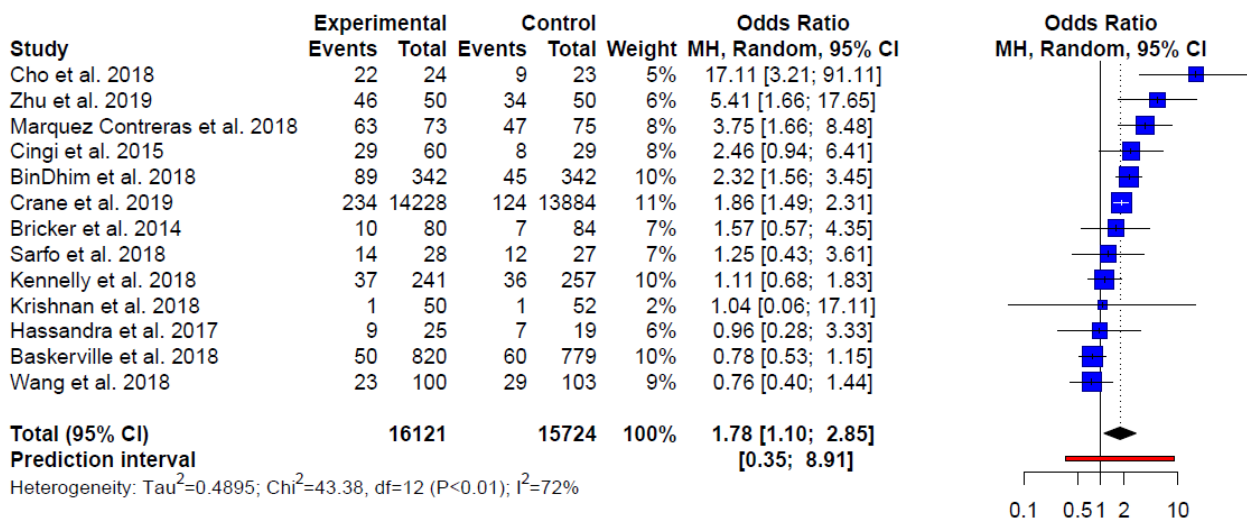 Experimental Control Odds Ratio Odds Ratio
Study Events Total Events Total Weight MH, Random, 95% CI MH, Random, 95% CI
Cho et al. 2018 22 24 9 23 5% 17.11 [3.21; 91.11]
Zhu et al. 2019 46 50 34 50 6% 5.41 [1.66; 17.65]
Marquez Contreras et al. 2018 63 73 47 75 8% 3.75 [1.66; 8.48]
Cingi et al. 2015 29 60 8 29 8% 2.46 [0.94; 6.41]
BinDhim et al. 2018 89 342 45 342 10% 2.32 [1.56; 3.45]
Crane et al. 2019 234 14228 124 13884 11% 1.86 [1.49; 2.31]
Bricker et al. 2014 10 80 7 84 7% 1.57 [0.57; 4.35]
Sarfo et al. 2018 14 28 12 27 7% 1.25 [0.43; 3.61]
Kennelly et al. 2018 37 241 36 257 10% 1.11 [0.68; 1.83]
Krishnan et al. 2018 1 50 1 52 2% 1.04 [0.06; 17.11]
Hassandra et al. 2017 9 25 7 19 6% 0.96 [0.28; 3.33]
Baskerville et al. 2018 50 820 60 779 10% 0.78 [0.53; 1.15]
Wang et al. 2018 23 100 29 103 9% 0.76 [0.40; 1.44]
Total (95% CI) 16121 15724 100% 1.78 [1.10; 2.85]
Prediction interval [0.35; 8.91]
Heterogeneity: Tau²=0.4895; Chi²=43.38, df=12 (P<0.01); I²=72%
0.1 0.5 1 2 10